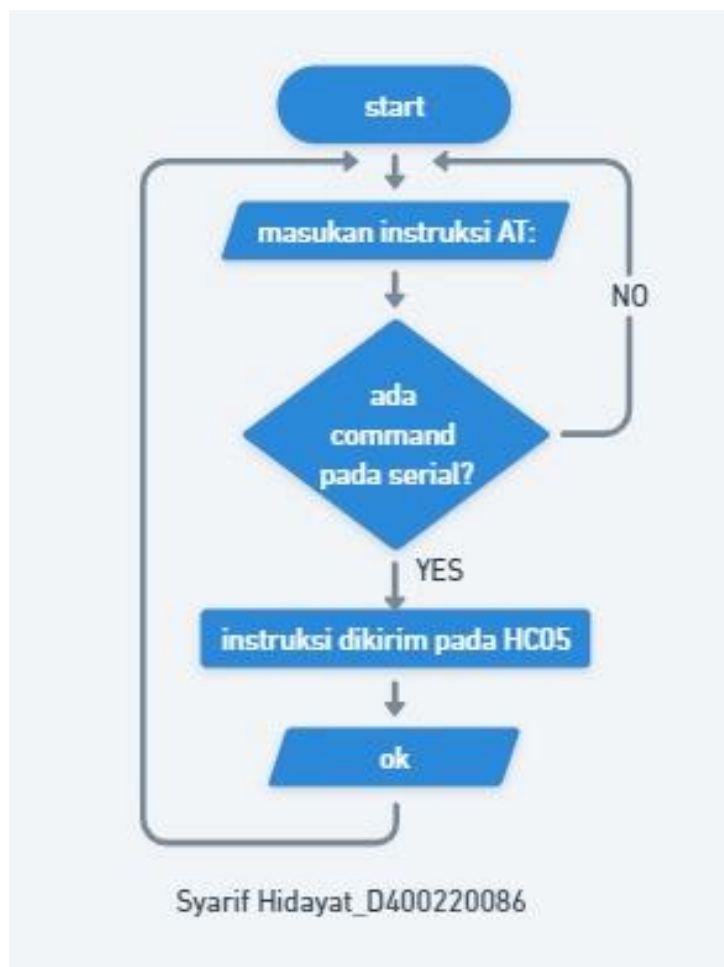 start
masukan instruksi AT:
NO
ada
command
pada serial?
YES
instruksi dikirim pada HC05
ok
Syarif Hidayat_D400220086